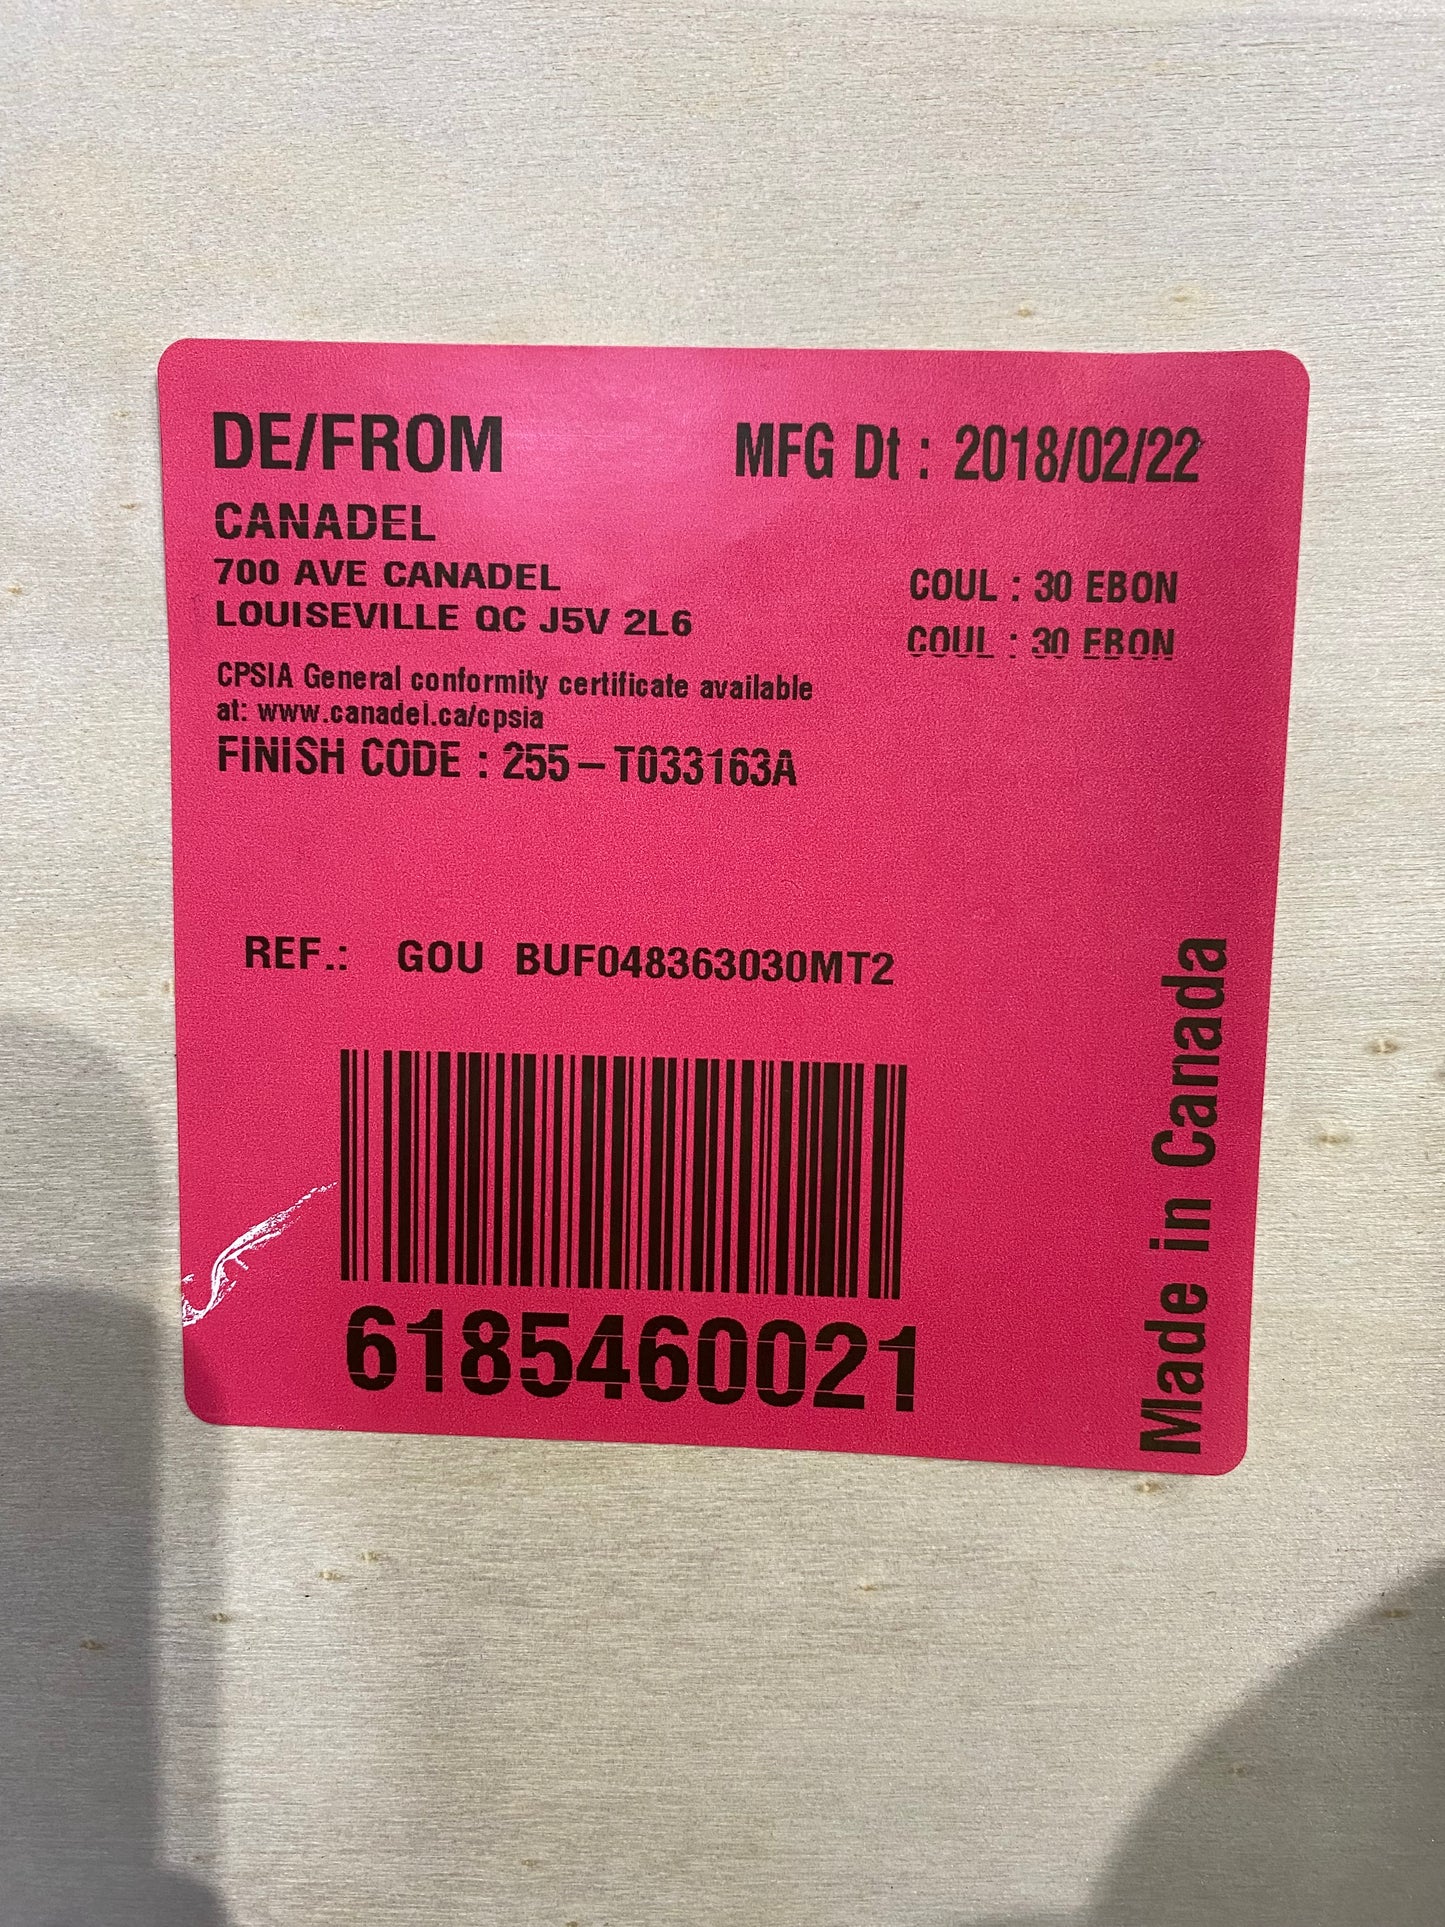 DE/FROM
MFG Dt : 2018/02/22
CANADEL
700 AVE CANADEL
LOUISEVILLE QC J5V 2L6
COUL : 30 EBON
COUL : 30 EBON
CPSIA General conformity certificate available
at: www.canadel.ca/cpsia
FINISH CODE : 255-T033163A
REF.: GOU BUF048363030MT2
6185460021
Made in Canada